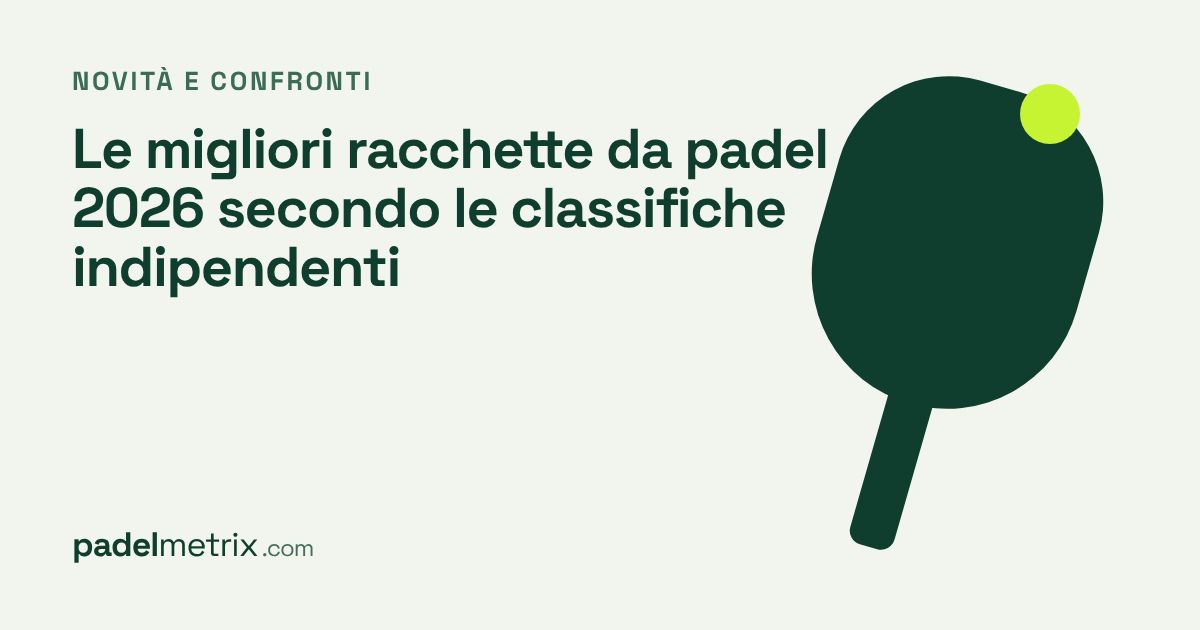 NOVITÀ E CONFRONTI
Le migliori racchette da padel
2026 secondo le classifiche
indipendenti
padelmetrix.com